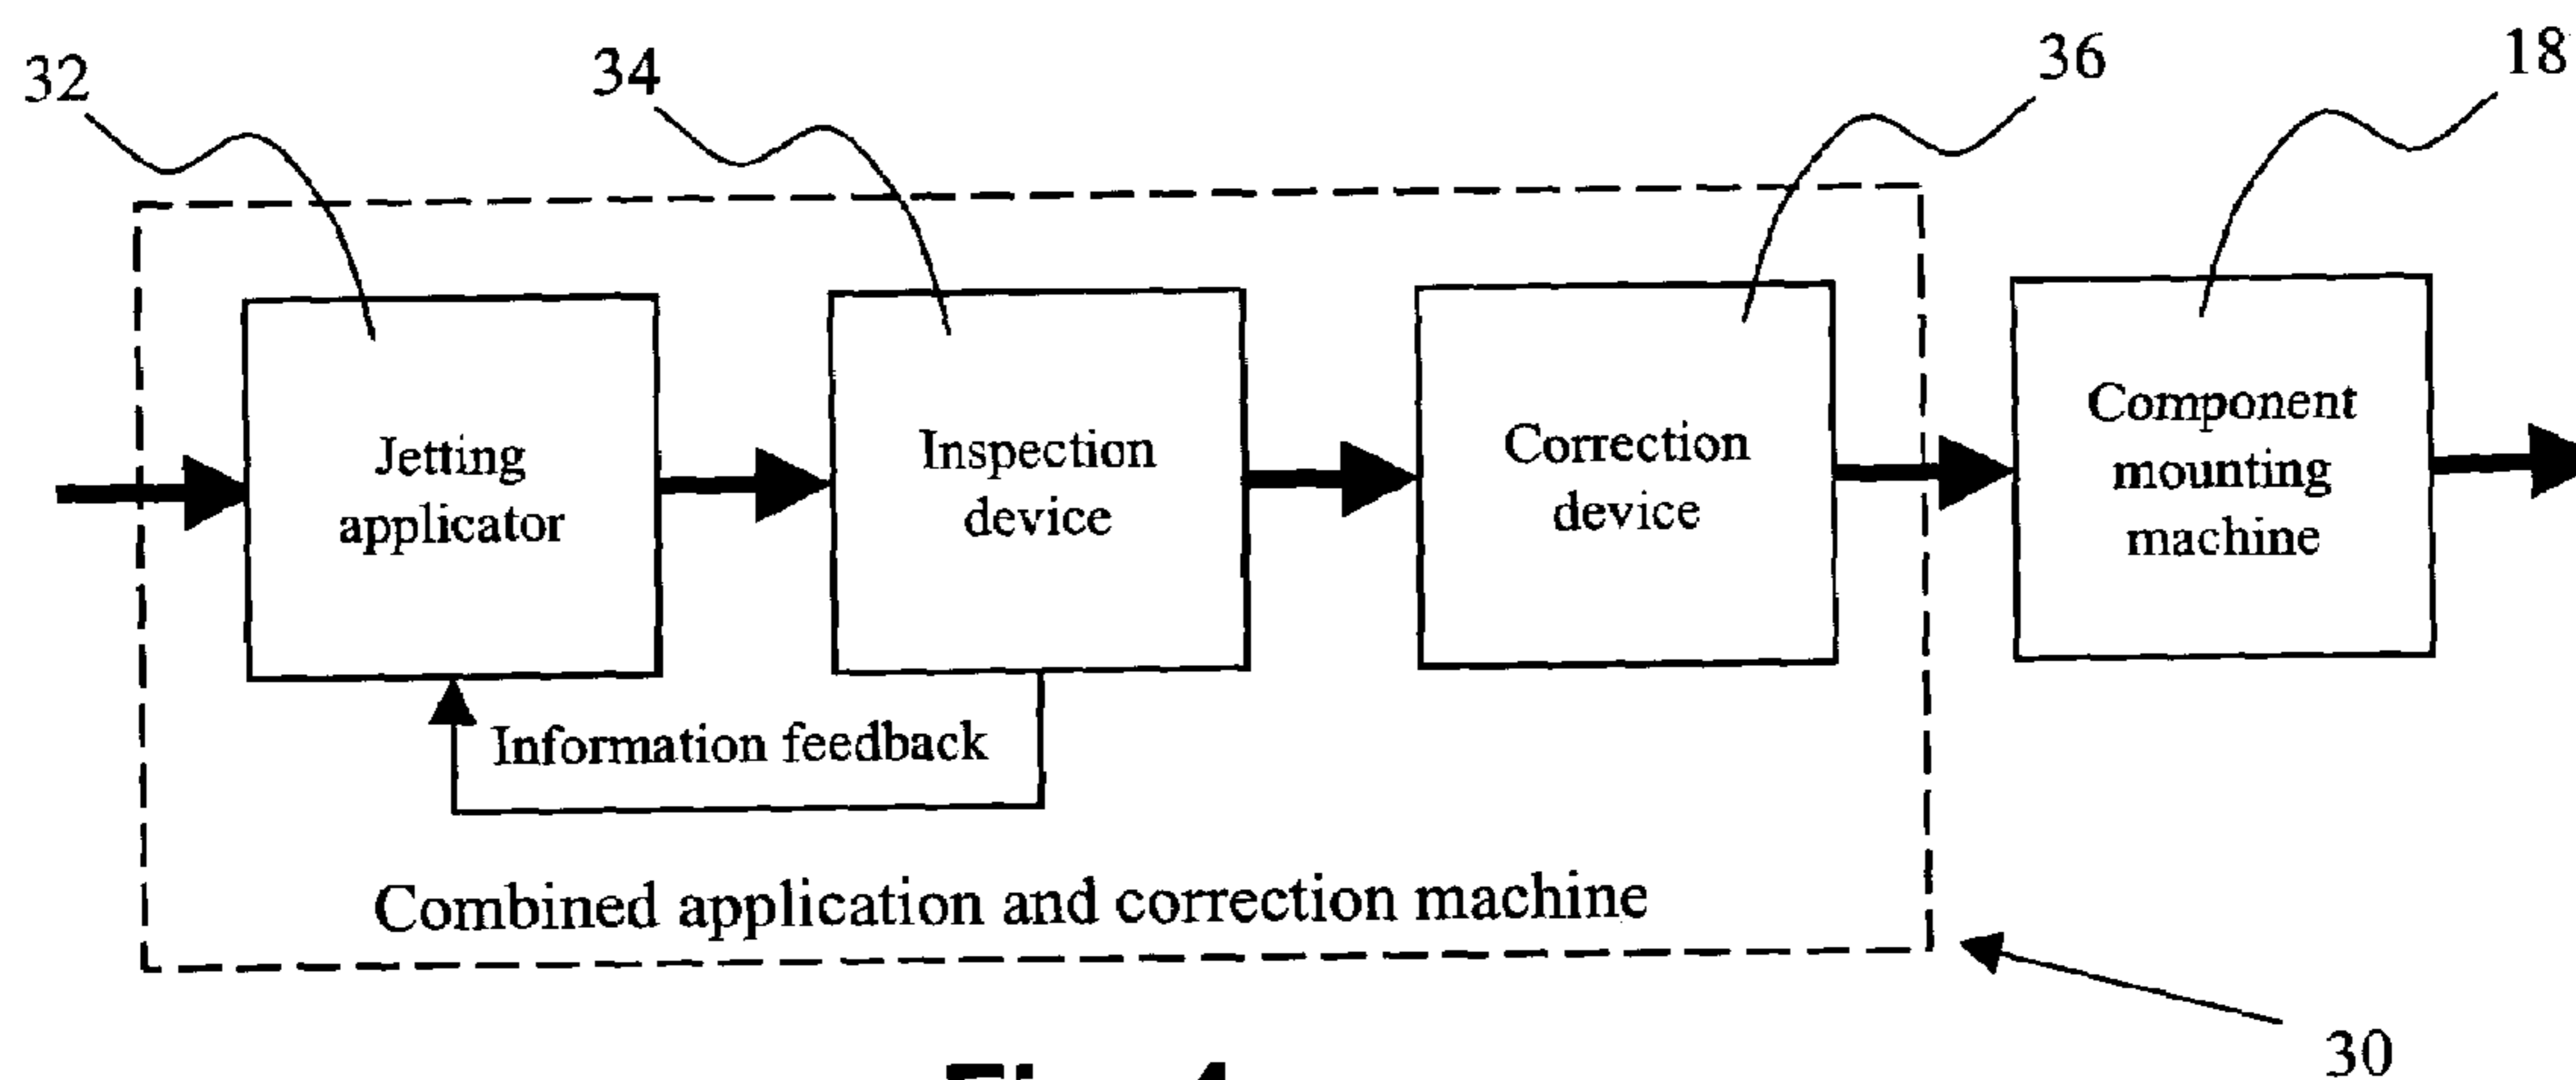 32
34
36
18
Jetting
applicator
Inspection
device
Correction
device
Component
mounting
machine
Information feedback
Combined application and correction machine
30